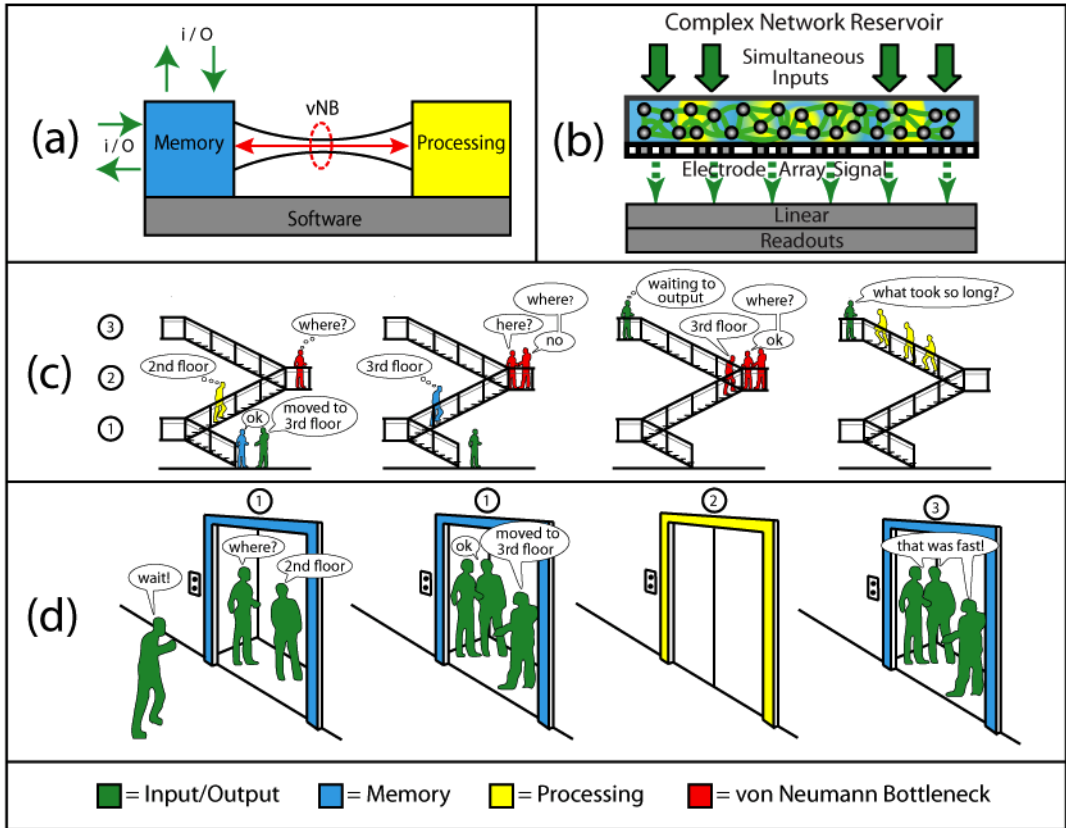 (a)
i / O
i / O
vNB
Memory
Processing
Software
(b)
Complex Network Reservoir
Simultaneous
Inputs
Electrode Array Signal
Linear
Readouts
(c)
3
2
1
where?
2nd floor
ok
moved to
3rd floor
where?
here?
no
3rd floor
waiting to
output
where?
3rd floor
ok
what took so long?
(d)
1
wait!
where?
2nd floor
1
ok
moved to
3rd floor
2
3
that was fast!
= Input/Output
= Memory
= Processing
= von Neumann Bottleneck